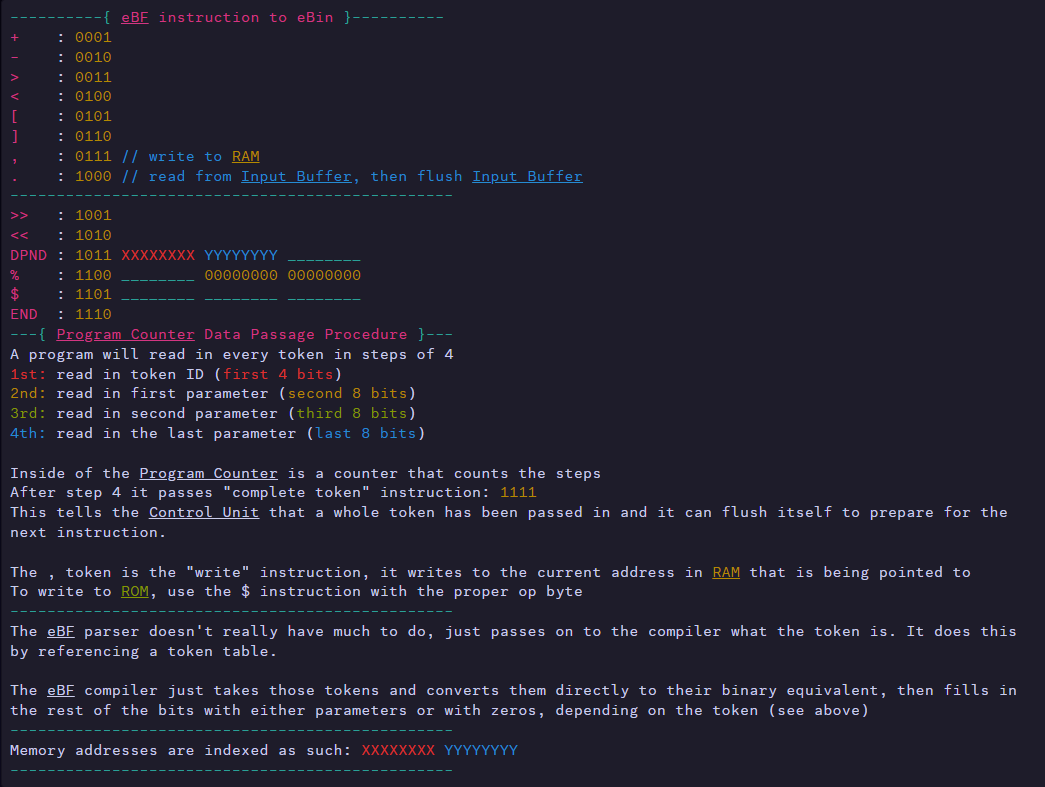 ----------{ eBF instruction to eBin }----------
+    : 0001
-    : 0010
>    : 0011
<    : 0100
[    : 0101
]    : 0110
,    : 0111 // write to RAM
.    : 1000 // read from Input Buffer, then flush Input Buffer
------------------------------------------------
>>   : 1001
<<   : 1010
DPND : 1011 XXXXXXXX YYYYYYYY ________
%    : 1100 ________ 00000000 00000000
$    : 1101 ________ ________ ________
END  : 1110
---{ Program Counter Data Passage Procedure }---
A program will read in every token in steps of 4
1st: read in token ID (first 4 bits)
2nd: read in first parameter (second 8 bits)
3rd: read in second parameter (third 8 bits)
4th: read in the last parameter (last 8 bits)

Inside of the Program Counter is a counter that counts the steps
After step 4 it passes "complete token" instruction: 1111
This tells the Control Unit that a whole token has been passed in and it can flush itself to prepare for the
next instruction.

The , token is the "write" instruction, it writes to the current address in RAM that is being pointed to
To write to ROM, use the $ instruction with the proper op byte
------------------------------------------------
The eBF parser doesn't really have much to do, just passes on to the compiler what the token is. It does this
by referencing a token table.

The eBF compiler just takes those tokens and converts them directly to their binary equivalent, then fills in
the rest of the bits with either parameters or with zeros, depending on the token (see above)
------------------------------------------------
Memory addresses are indexed as such: XXXXXXXX YYYYYYYY
------------------------------------------------